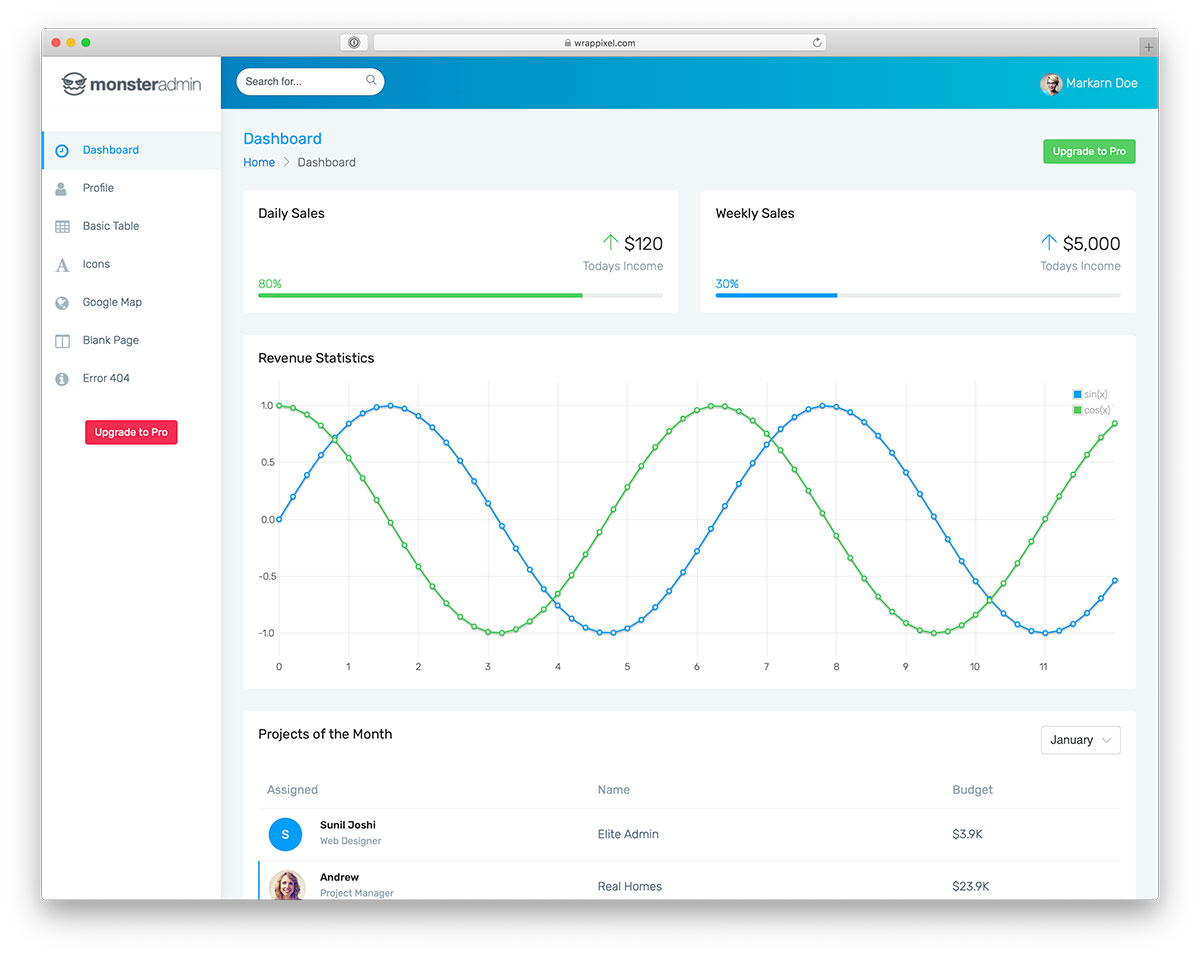 wrappixel.com
monsteradmin
Search for...
Markarn Doe
Dashboard
Profile
Basic Table
Icons
Google Map
Blank Page
Error 404
Upgrade to Pro
Dashboard
Home > Dashboard
Upgrade to Pro
Daily Sales
↑ $120
Todays Income
80%
Weekly Sales
↑ $5,000
Todays Income
30%
Revenue Statistics
sin(x)
cos(x)
1.0
0.5
0.0
-0.5
-1.0
0 1 2 3 4 5 6 7 8 9 10 11
Projects of the Month
January
Assigned Name Budget
S
Sunil Joshi
Web Designer
Elite Admin
$3.9K
Andrew
Project Manager
Real Homes
$23.9K